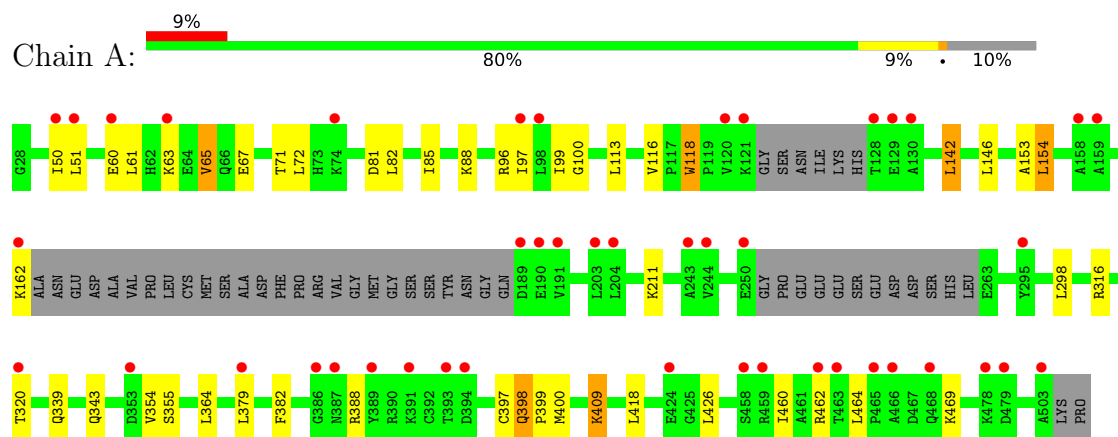 9%
Chain A:
80% 9% • 10%
G28 I50 L51 E60 L61 H62 K63 E64 V65 Q66 E67 T71 L72 H73 K74 D81 L82 I85 K88 R96 I97 L98 I99 G100 L113 V116 P117 W118 P119 V120 K121 GLY SER ASN ILE LYS HIS T128 E129 A130 L142 L146 A153 L154 A158 A159
K162 ALA ASN GLU ASP ALA VAL PRO LEU CYS MET SER ALA ASP PHE PRO ARG VAL GLY MET GLY SER SER TYR ASN GLY GLN D189 E190 V191 L203 L204 K211 A243 V244 E250 GLY PRO GLU GLU GLU SER GLU ASP ASP SER HIS LEU E263 Y295 L298 R316
T320 Q339 Q343 D353 V354 S355 L364 L379 F382 G386 N387 R388 Y389 R390 K391 C392 T393 D394 C397 Q398 P399 M400 K409 L418 E424 G425 L426 S458 R459 I460 A461 R462 T463 L464 P465 A466 D467 Q468 K469 K478 D479 A503 LYS PRO